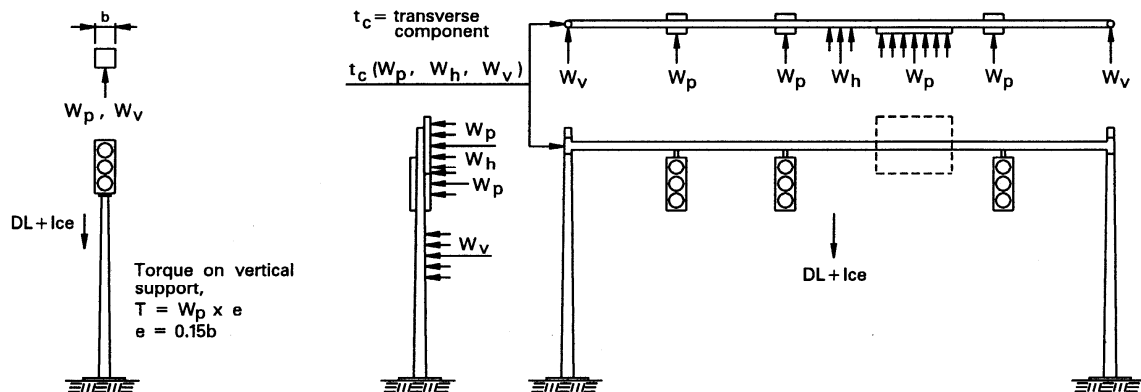 b
W_p , W_v
DL + Ice
Torque on vertical
support,
T = W_p x e
e = 0.15b
t_c = transverse
component
t_c (W_p, W_h, W_v)
W_v
W_p
W_p
W_h
W_p
W_p
W_v
W_p
W_h
W_p
W_v
DL + Ice